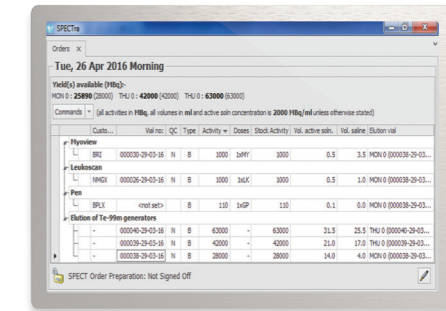 SPECTra
Orders x
Tue, 26 Apr 2016 Morning
Yield(s) available (MBq):-
MON 0 : 25890 (28000) THU 0 : 42000 (42000) THU 0 : 63000 (63000)
Commands (all activities in MBq, all volumes in ml and active soln concentration is 2000 MBq/ml unless otherwise stated)
Custo... Vial no: QC Type Activity Doses Stock Activity Vol. active soln. Vol. saline Elution vial
Myoview
BRI 000030-29-03-16 N B 1000 1xMY 1000 0.5 3.5 MON 0 (000038-29-03...
Leukoscan
NMGX 000026-29-03-16 N B 1000 1xLK 1000 0.5 1.0 MON 0 (000038-29-03...
Pen
BPLX <not set> B 110 1xGP 110 0.1 0.0 MON 0 (000038-29-03...
Elution of Tc-99m generators
- 000040-29-03-16 N B 63000 - 63000 31.5 25.5 THU 0 (000040-29-03...
- 000039-29-03-16 N B 42000 - 42000 21.0 17.0 THU 0 (000039-29-03...
- 000038-29-03-16 N B 28000 - 28000 14.0 4.0 MON 0 (000038-29-03...
SPECT Order Preparation: Not Signed Off